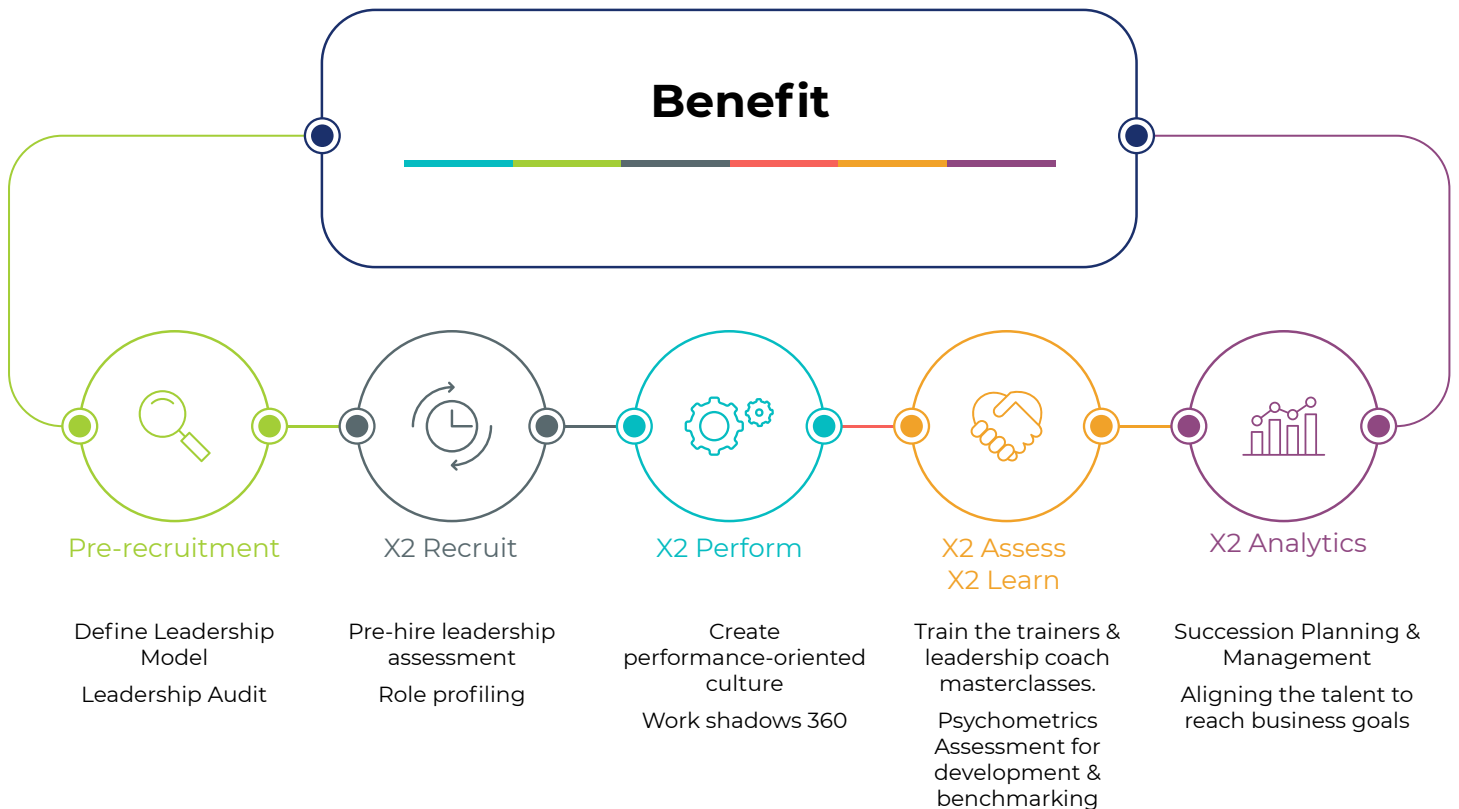 Benefit
Pre-recruitment
Define Leadership
Model
Leadership Audit
X2 Recruit
Pre-hire leadership
assessment
Role profiling
X2 Perform
Create
performance-oriented
culture
Work shadows 360
X2 Assess
X2 Learn
Train the trainers &
leadership coach
masterclasses.
Psychometrics
Assessment for
development &
benchmarking
X2 Analytics
Succession Planning &
Management
Aligning the talent to
reach business goals